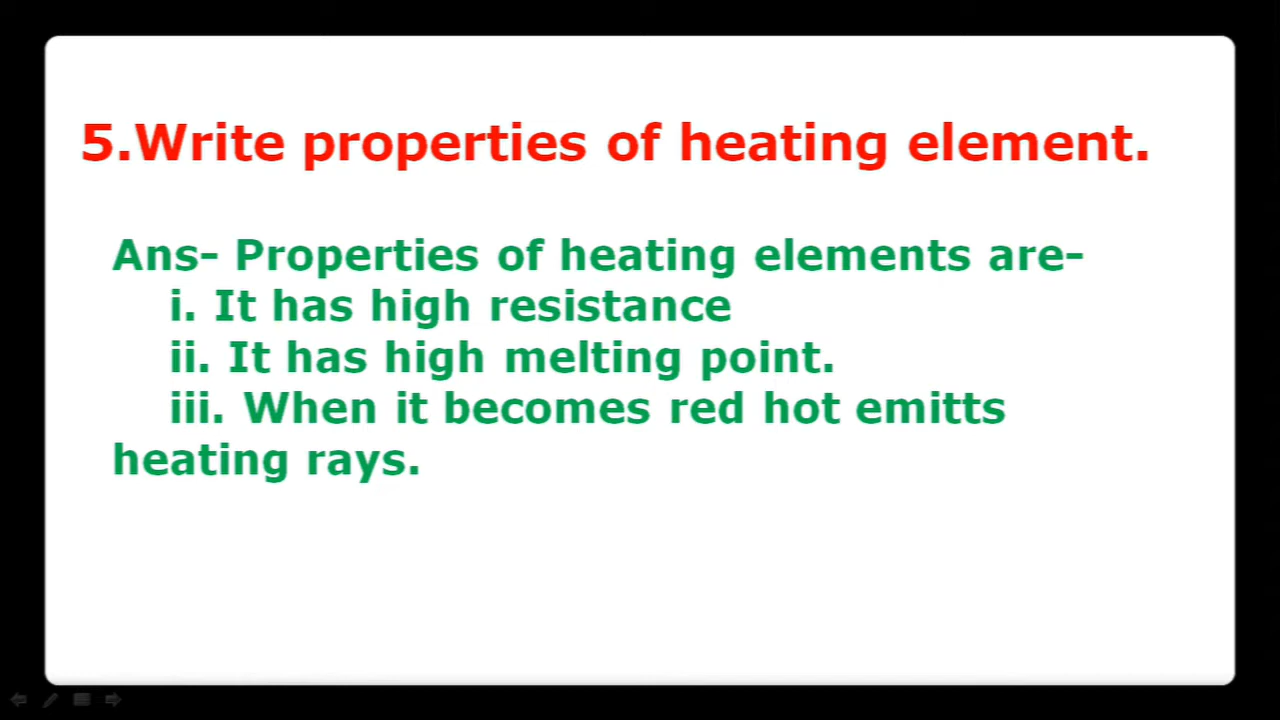 5.Write properties of heating element.
Ans- Properties of heating elements are-
i. It has high resistance
ii. It has high melting point.
iii. When it becomes red hot emitts
heating rays.